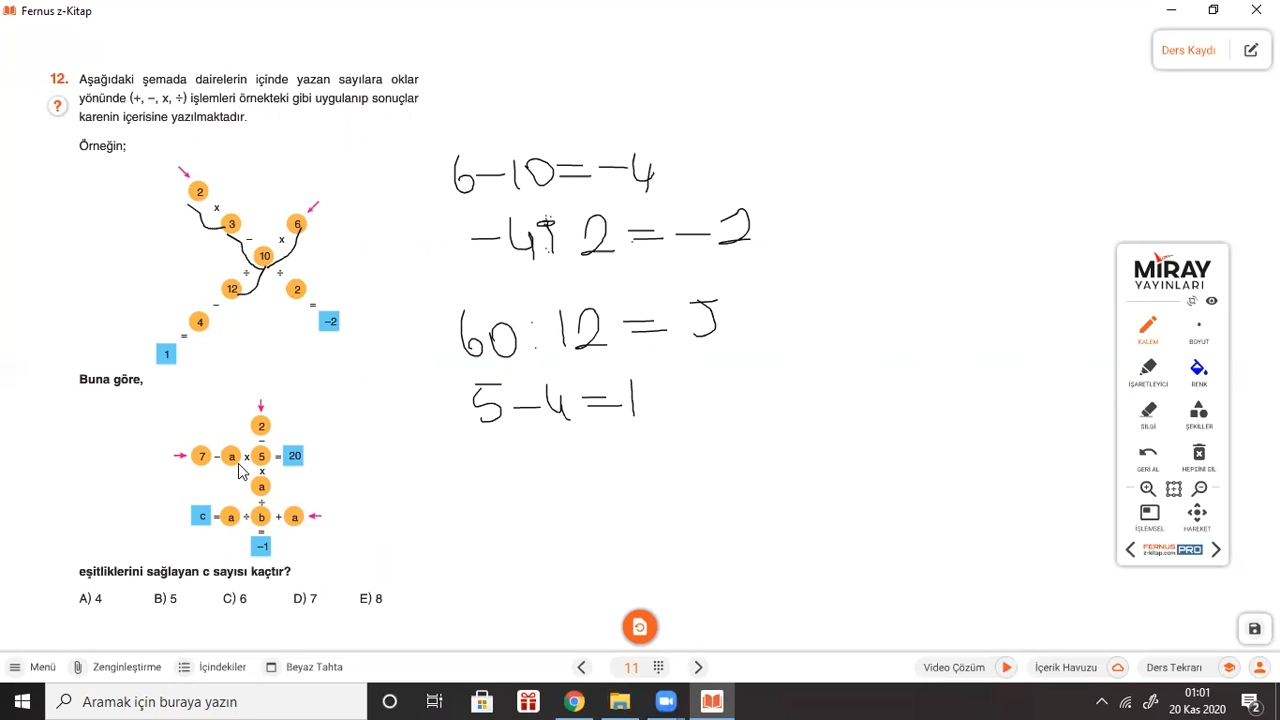 Fernus z-Kitap
Ders Kaydı
12. Aşağıdaki şemada dairelerin içinde yazan sayılara oklar
yönünde (+, −, x, ÷) işlemleri örnekteki gibi uygulanıp sonuçlar
karenin içerisine yazılmaktadır.
?
Örneğin;
2
x
3
6
−
x
10
÷
÷
12
2
−
=
4
−2
=
1
6−10=−4
−4÷2=−2
60:12=5
5−4=1
Buna göre,
2
−
7 − a x 5 = 20
x
a
÷
c = a ÷ b + a
=
−1
eşitliklerini sağlayan c sayısı kaçtır?
A) 4 B) 5 C) 6 D) 7 E) 8
MİRAY
YAYINLARI
KALEM BOYUT
İŞARETLEYİCİ RENK
SİLGİ ŞEKİLLER
GERİ AL HEPSİNİ SİL
İŞLEMSEL HAREKET
FERNUS
z-kitap.com PRO
Menü Zenginleştirme İçindekiler Beyaz Tahta 11 Video Çözüm İçerik Havuzu Ders Tekrarı
Aramak için buraya yazın
01:01
20 Kas 2020
2